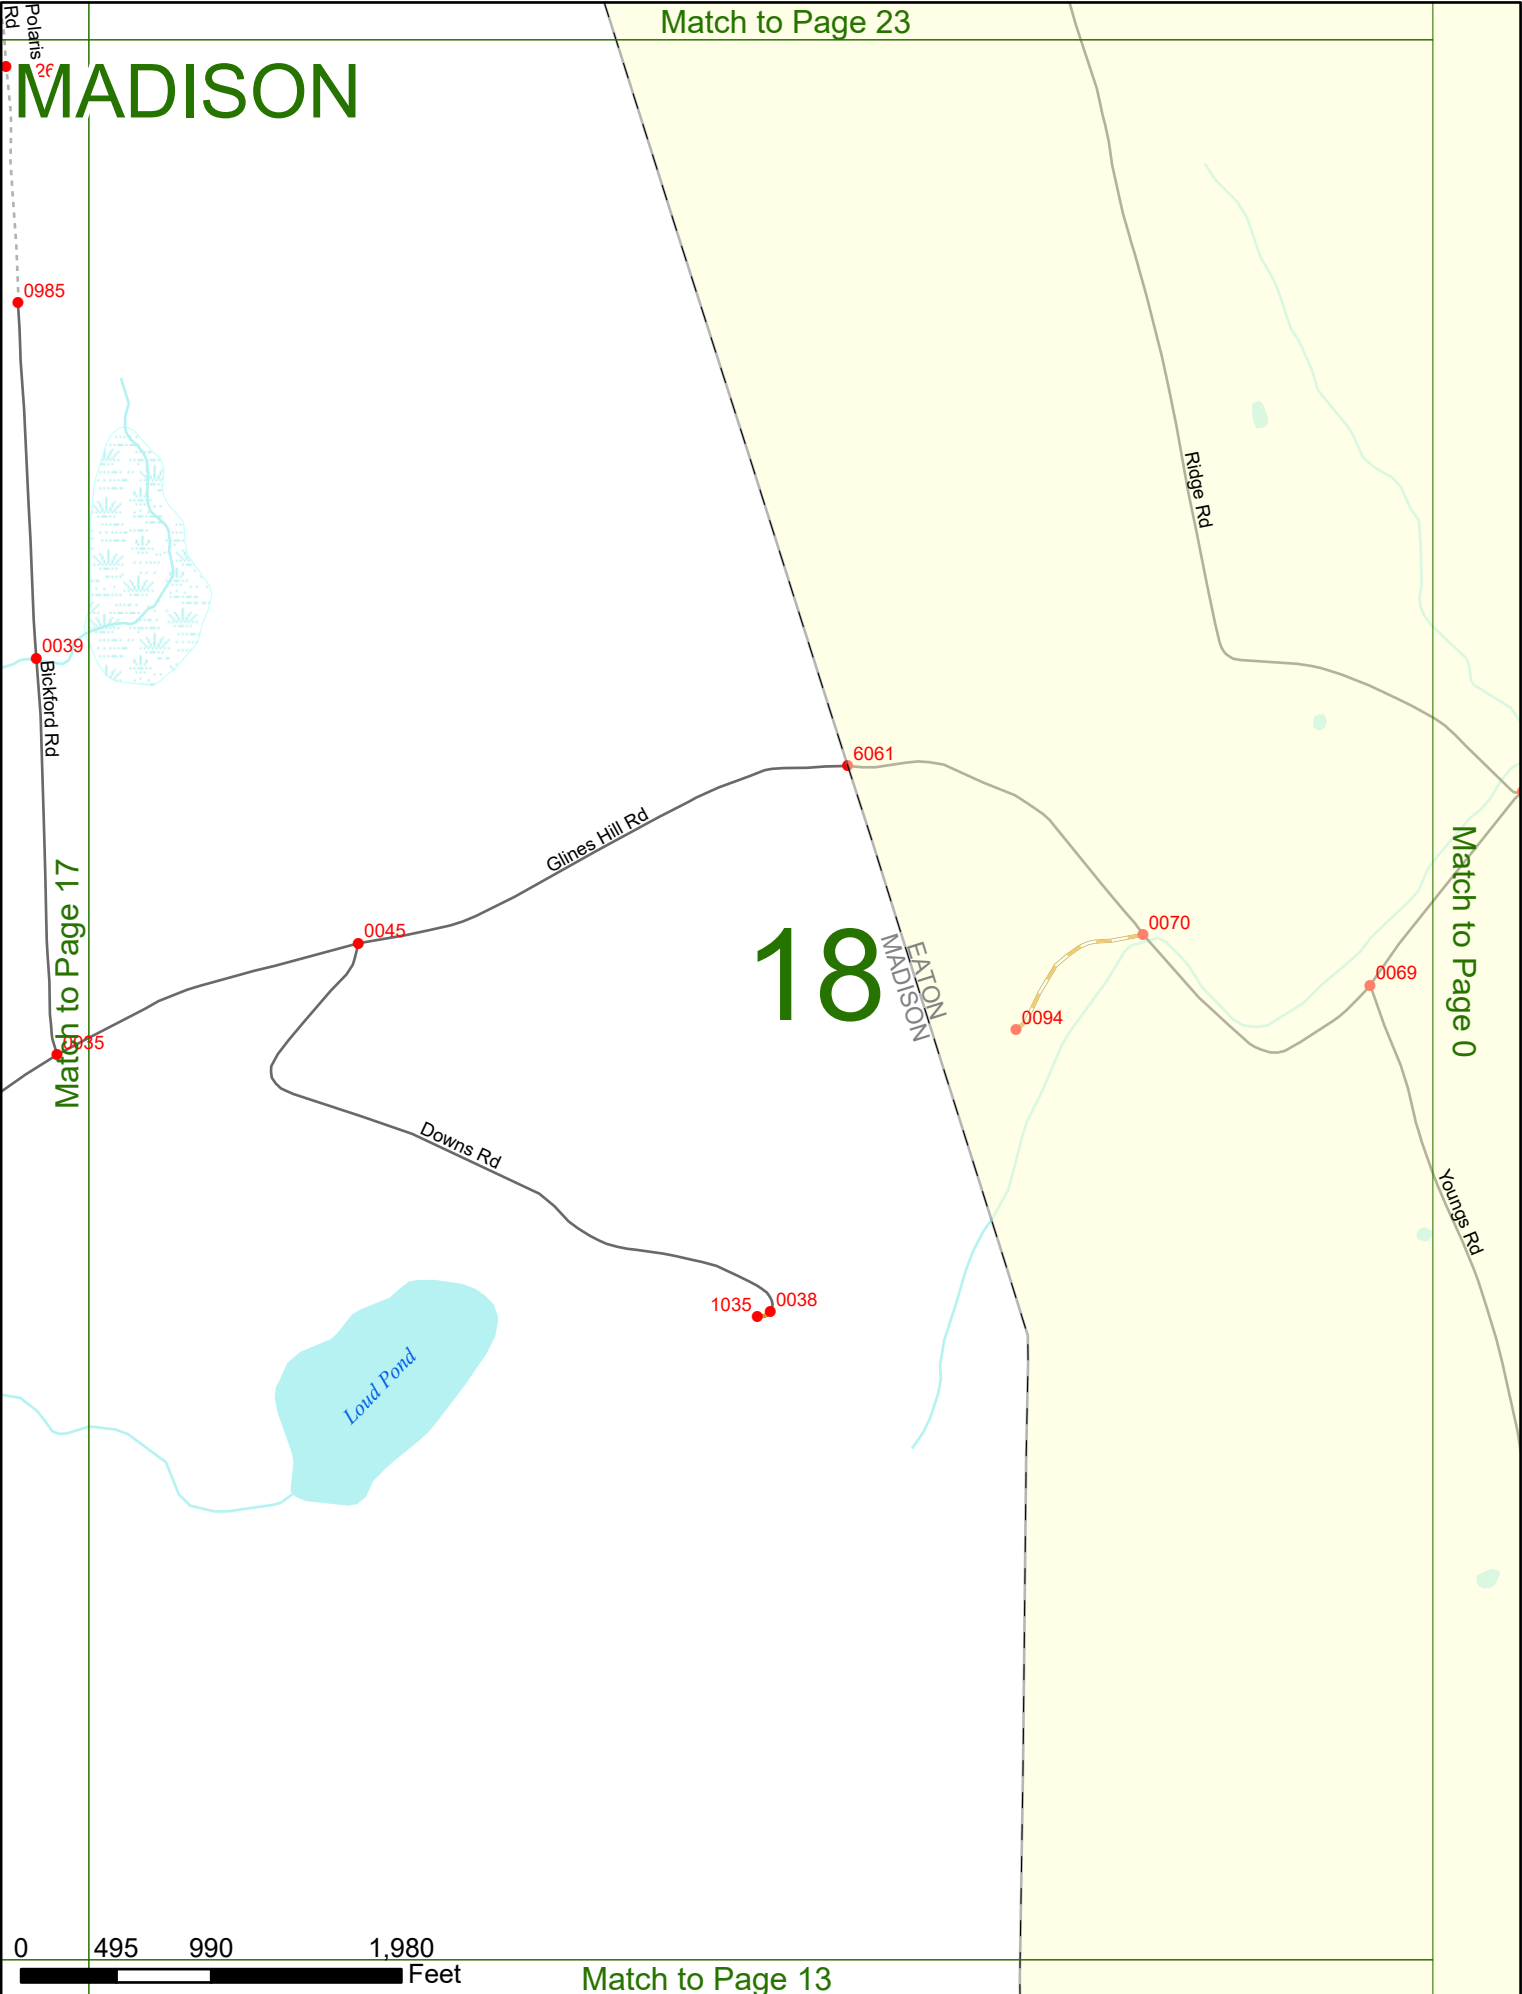 Match to Page 23
Polaris
Rd
MADISON
0985
Ridge Rd
0039
Bickford Rd
6061
Glines Hill Rd
Match to Page 17
Match to Page 0
0045
18
EATON
MADISON
0070
0069
0094
0035
Downs Rd
Youngs Rd
1035
0038
Loud Pond
0 495 990 1,980
Feet
Match to Page 13